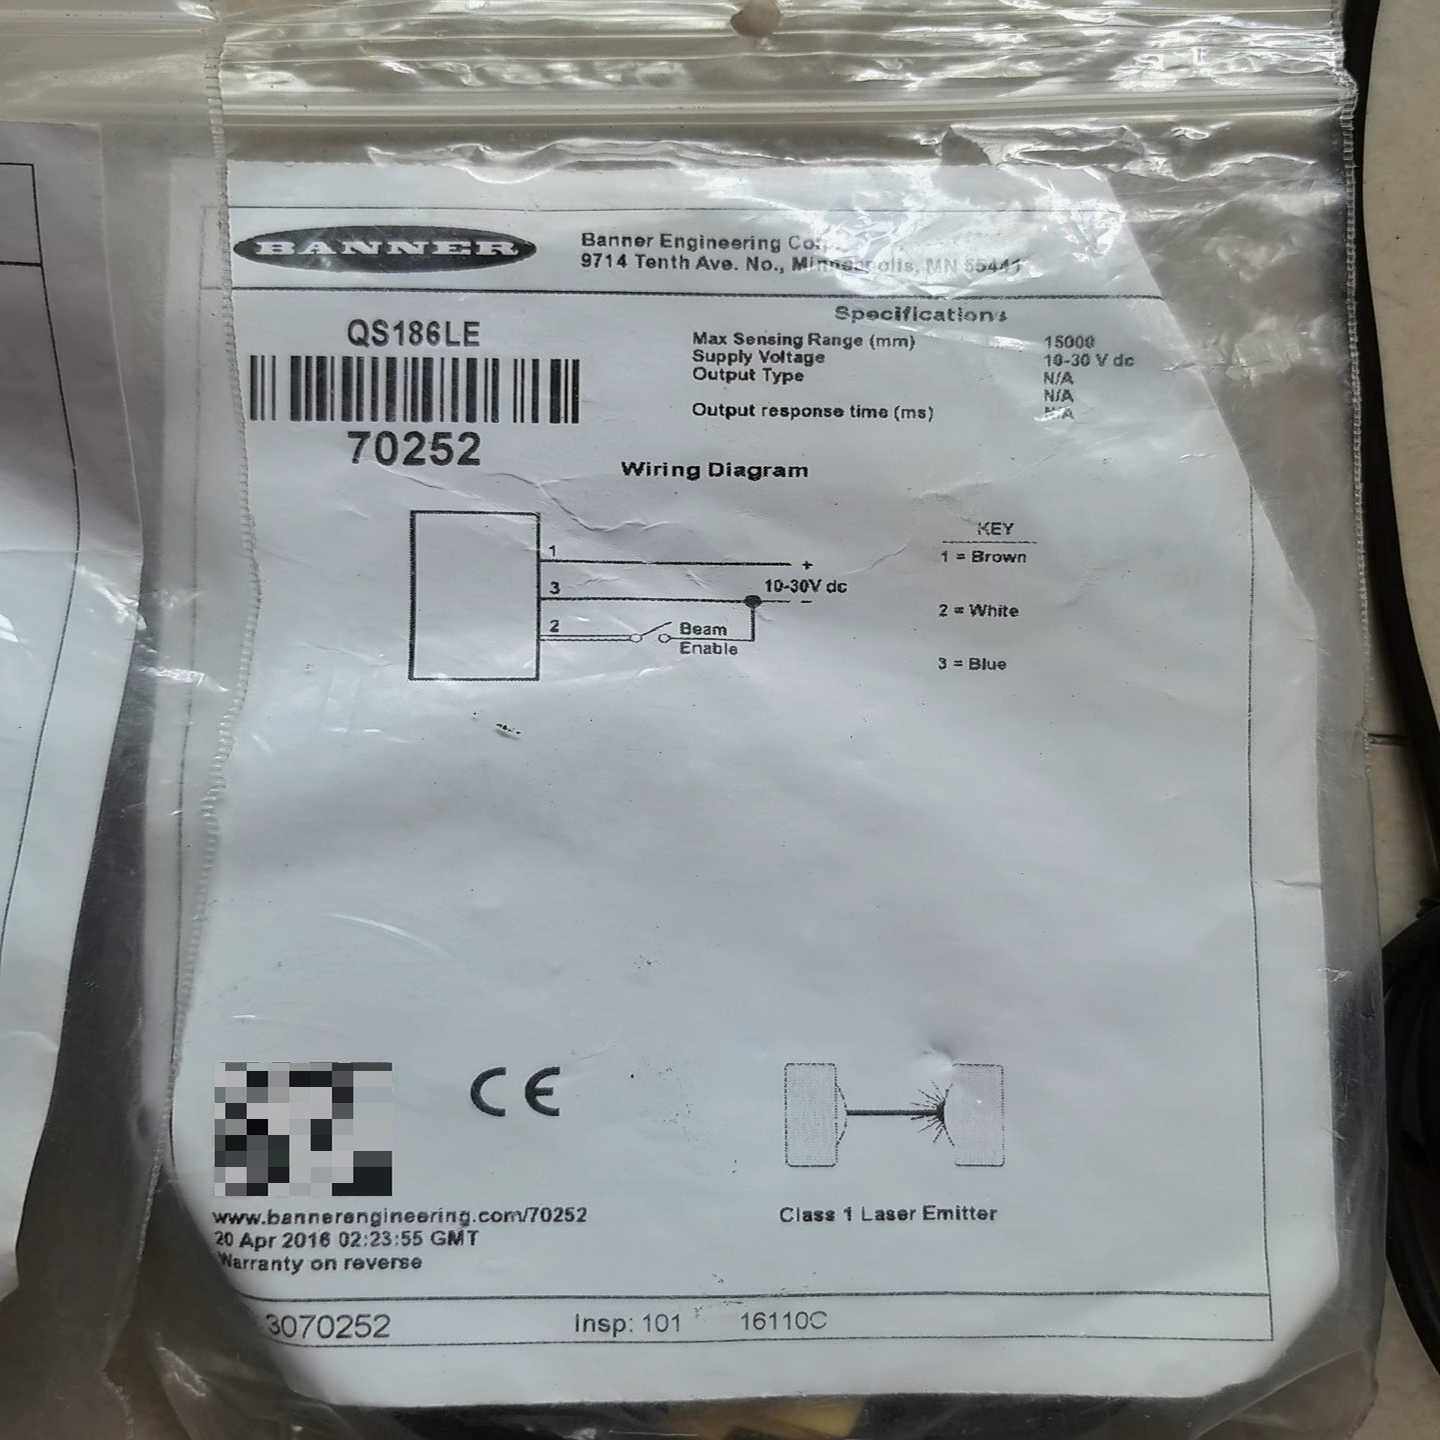 BANNER
Banner Engineering Corp.
9714 Tenth Ave. No., Minneapolis, MN 55441
QS186LE
70252
Specifications
Max Sensing Range (mm) 15000
Supply Voltage 10-30 V dc
Output Type N/A
N/A
Output response time (ms) N/A
Wiring Diagram
1
+
10-30V dc
3
-
2
Beam
Enable
KEY
1 = Brown
2 = White
3 = Blue
CE
www.bannerengineering.com/70252
20 Apr 2016 02:23:55 GMT
Warranty on reverse
Class 1 Laser Emitter
3070252 Insp: 101 16110C